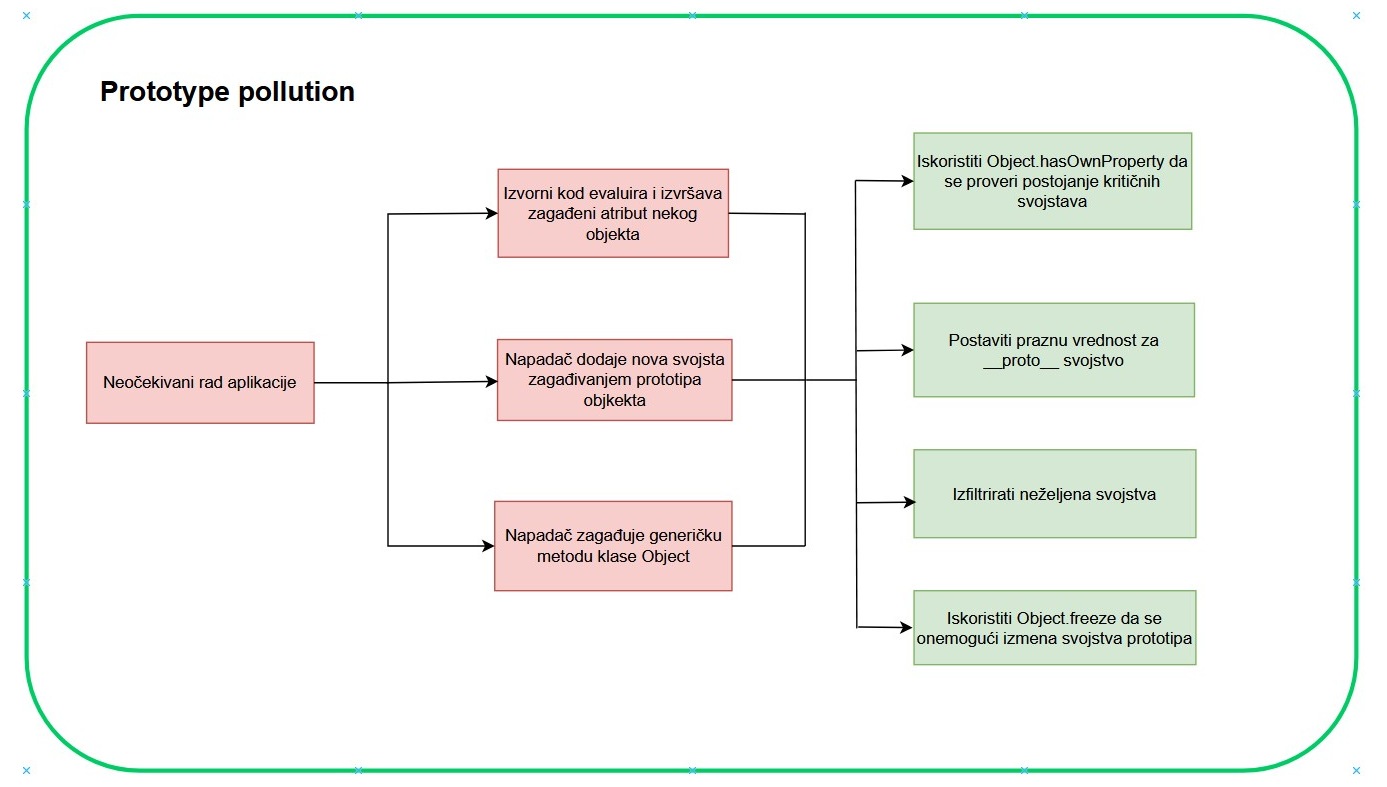 Prototype pollution
Neočekivani rad aplikacije
Izvorni kod evaluira i izvršava
zagađeni atribut nekog
objekta
Napadač dodaje nova svojsta
zagađivanjem prototipa
objkekta
Napadač zagađuje generičku
metodu klase Object
Iskoristiti Object.hasOwnProperty da
se proveri postojanje kritičnih
svojstava
Postaviti praznu vrednost za
__proto__ svojstvo
Izfiltrirati neželjena svojstva
Iskoristiti Object.freeze da se
onemogući izmena svojstva prototipa